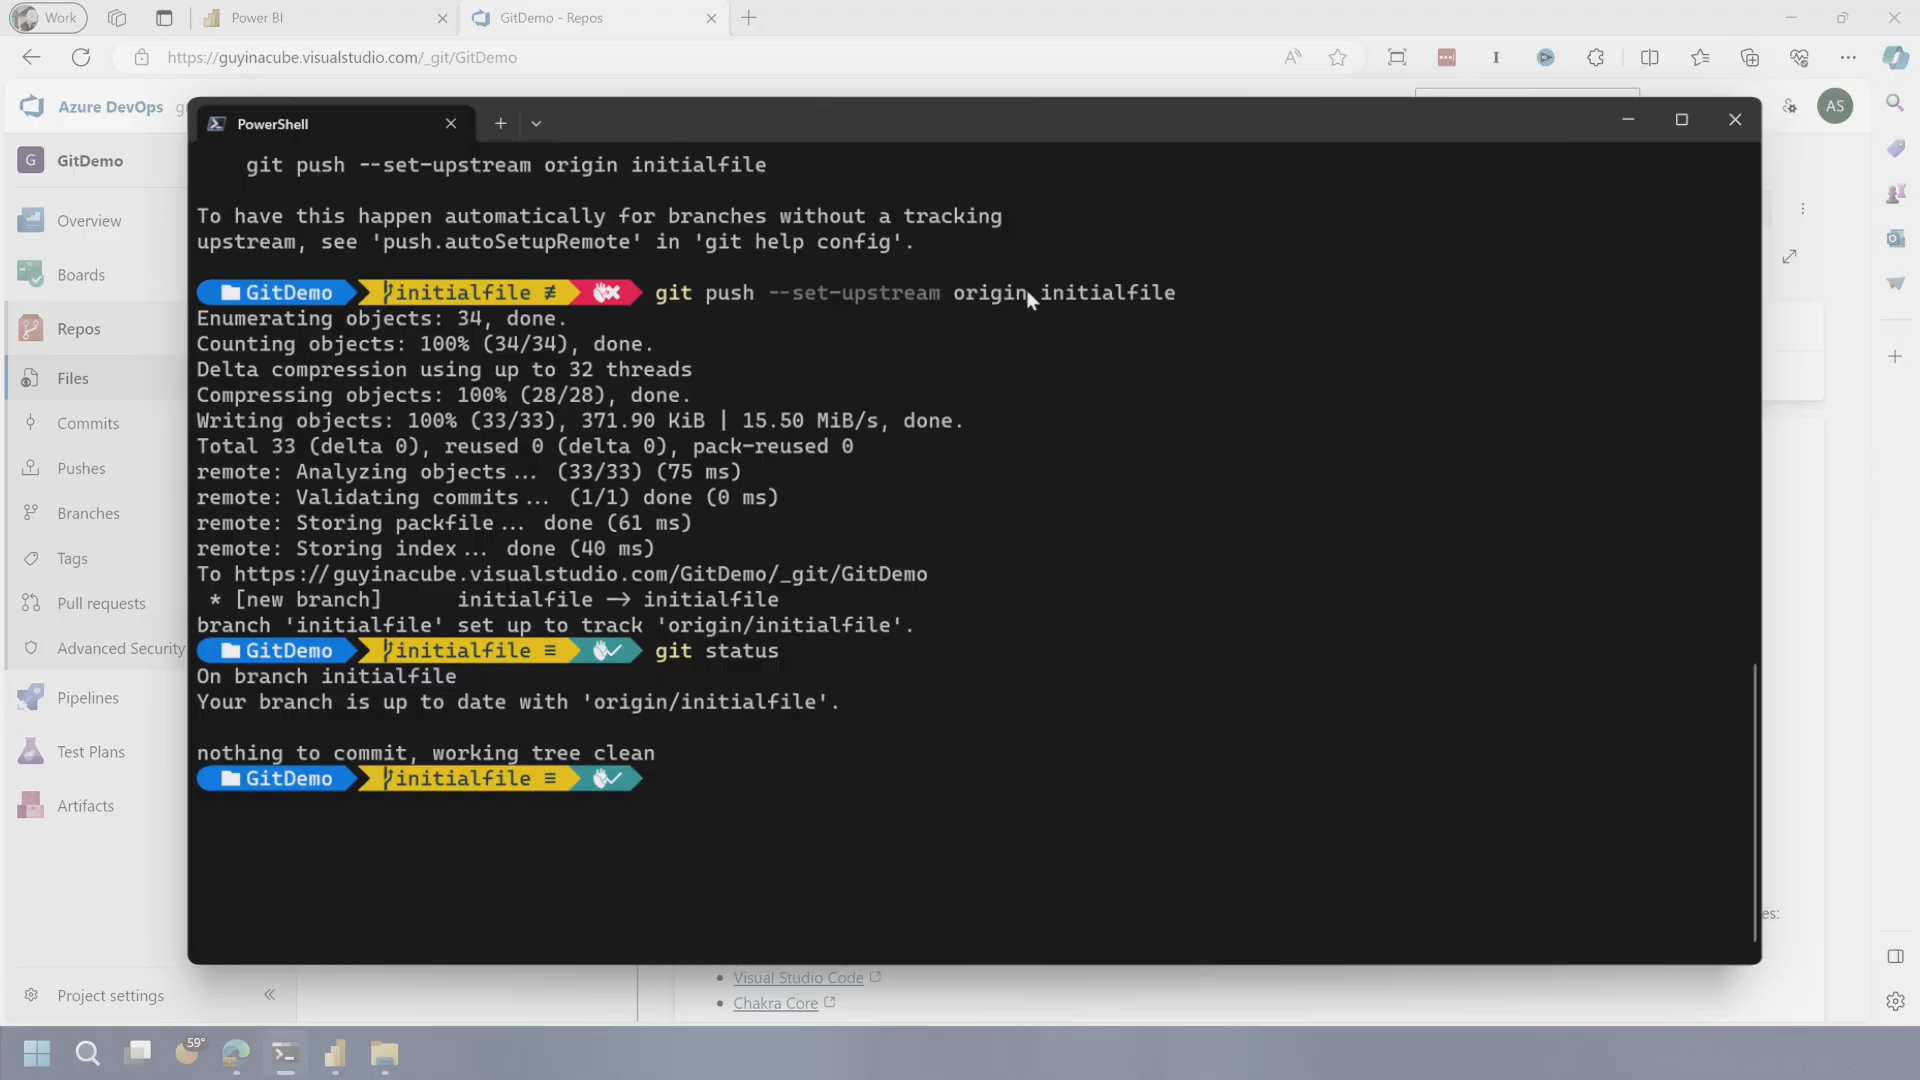 Work
Power BI
GitDemo - Repos
https://guyinacube.visualstudio.com/_git/GitDemo
Azure DevOps
AS
GitDemo
Overview
Boards
Repos
Files
Commits
Pushes
Branches
Tags
Pull requests
Advanced Security
Pipelines
Test Plans
Artifacts
Project settings
PowerShell
git push --set-upstream origin initialfile
To have this happen automatically for branches without a tracking
upstream, see 'push.autoSetupRemote' in 'git help config'.
GitDemo initialfile ≢ git push --set-upstream origin initialfile
Enumerating objects: 34, done.
Counting objects: 100% (34/34), done.
Delta compression using up to 32 threads
Compressing objects: 100% (28/28), done.
Writing objects: 100% (33/33), 371.90 KiB | 15.50 MiB/s, done.
Total 33 (delta 0), reused 0 (delta 0), pack-reused 0
remote: Analyzing objects... (33/33) (75 ms)
remote: Validating commits... (1/1) done (0 ms)
remote: Storing packfile... done (61 ms)
remote: Storing index... done (40 ms)
To https://guyinacube.visualstudio.com/GitDemo/_git/GitDemo
* [new branch] initialfile -> initialfile
branch 'initialfile' set up to track 'origin/initialfile'.
GitDemo initialfile ≡ git status
On branch initialfile
Your branch is up to date with 'origin/initialfile'.
nothing to commit, working tree clean
GitDemo initialfile ≡
es:
Visual Studio Code
Chakra Core
59°